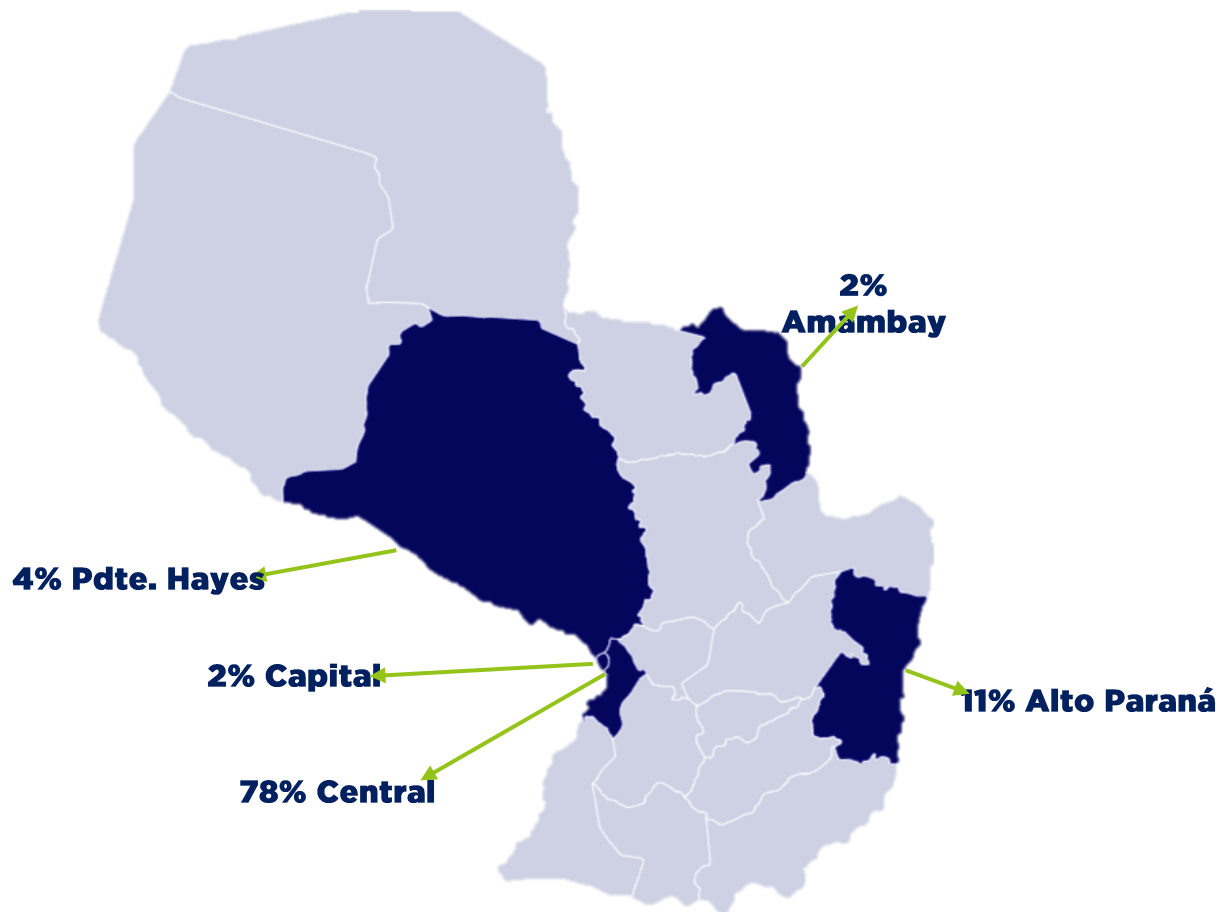 2%
Amambay
4% Pdte. Hayes
2% Capital
11% Alto Paraná
78% Central